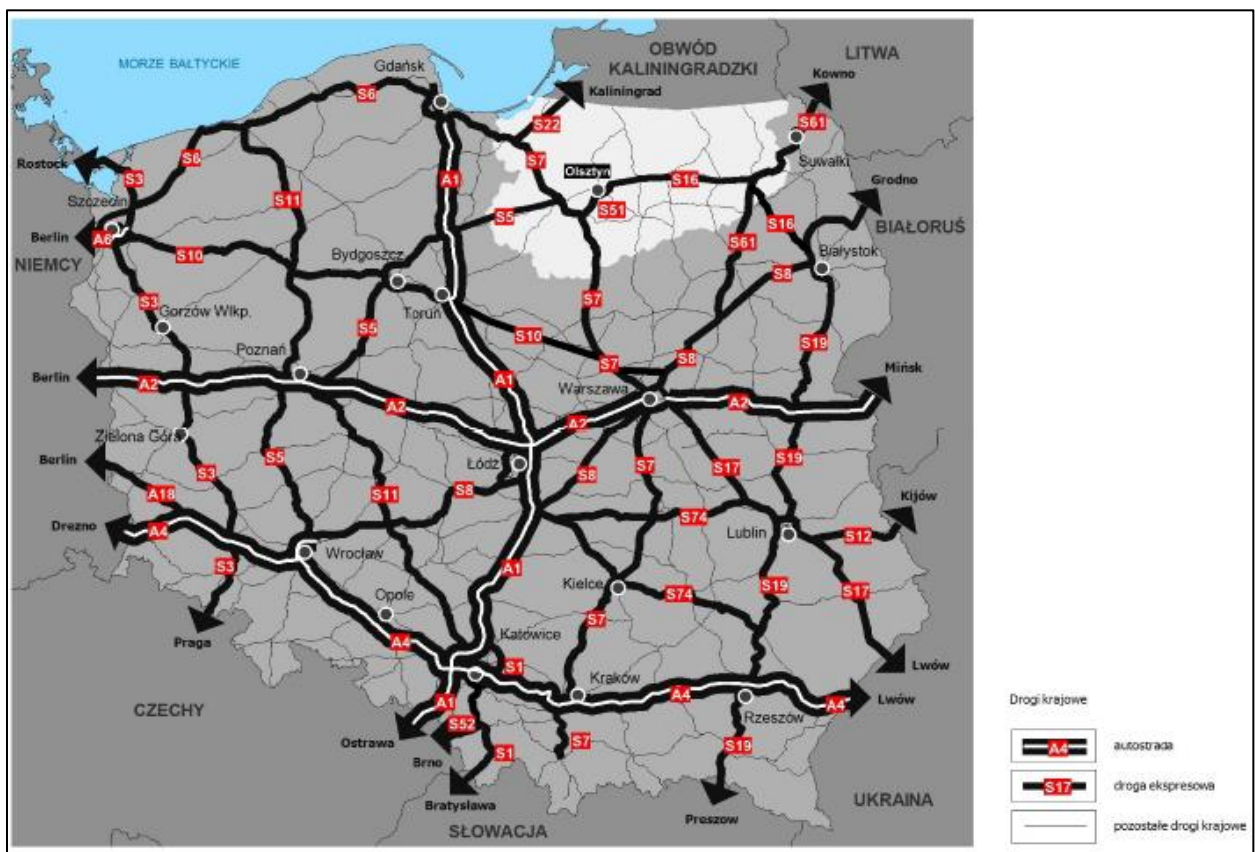 MORZE BAŁTYCKIE
Gdańsk
OBWÓD
KALININGRADZKI
LITWA
Kowno
Kaliningrad
S6
S22
S61
Suwałki
Rostock
S6
S3
S7
A1
Olsztyn
S16
Grodno
Szczecin
S11
S5
S51
S16
BIAŁORUŚ
Berlin
A6
NIEMCY
S10
Bydgoszcz
S61
S8
Białystok
S3
Gorzów Wlkp.
Toruń
S7
S5
S10
S19
Poznań
S7
S8
Berlin
A2
A1
Warszawa
A2
Mińsk
A2
A2
Zielona Góra
Berlin
S3
S5
Łódź
S8
S7
S17
S19
A18
S11
S8
Kijów
Drezno
A4
S74
Lublin
S12
Wrocław
S3
A1
Kielce
S74
S19
S17
Opole
S7
Praga
A4
Katowice
S1
Kraków
Lwów
A4
A4
Lwów
CZECHY
A1
S52
Rzeszów
Ostrawa
Brno
S1
S7
S19
Bratysława
SŁOWACJA
Preszow
UKRAINA
Drogi krajowe
A4
autostrada
S17
droga ekspresowa
pozostałe drogi krajowe